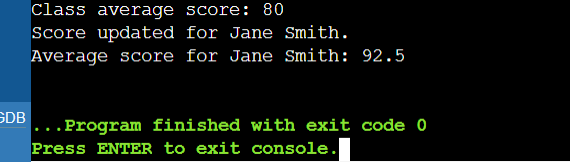 Class average score: 80
Score updated for Jane Smith.
Average score for Jane Smith: 92.5
GDB
...Program finished with exit code 0
Press ENTER to exit console.